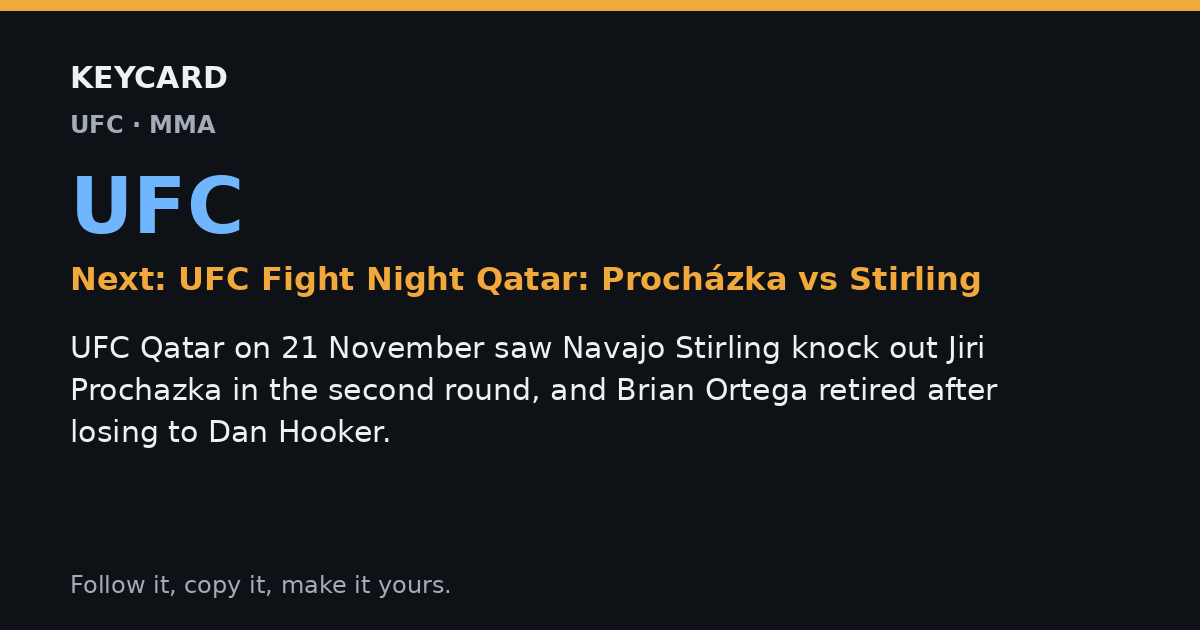 KEYCARD
UFC · MMA
UFC
Next: UFC Fight Night Qatar: Procházka vs Stirling
UFC Qatar on 21 November saw Navajo Stirling knock out Jiri
Prochazka in the second round, and Brian Ortega retired after
losing to Dan Hooker.
Follow it, copy it, make it yours.